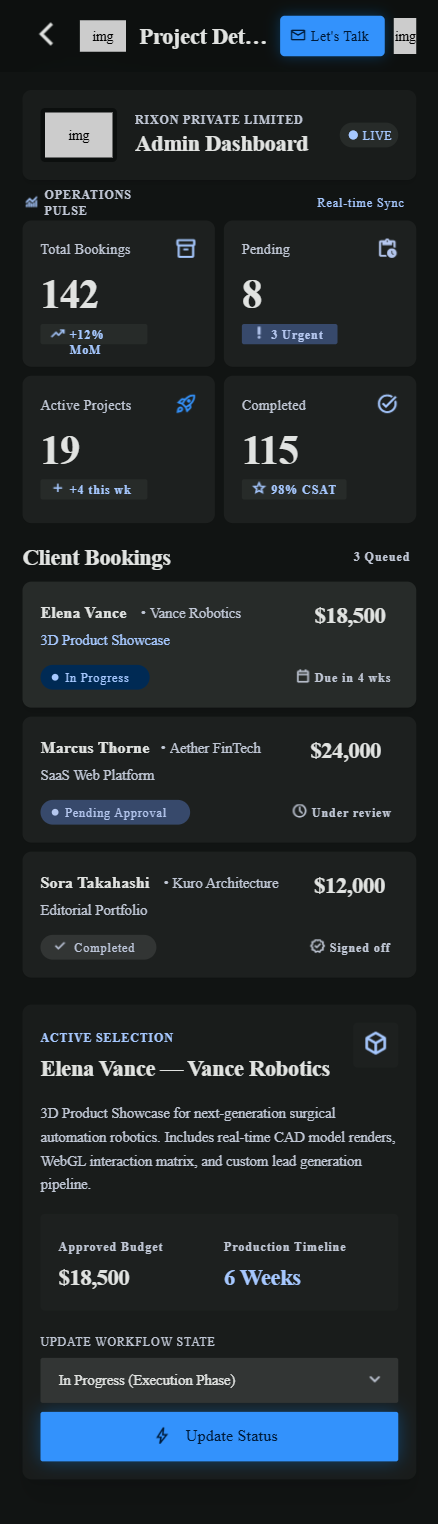 img
Project Det...
Let's Talk
img
img
RIXON PRIVATE LIMITED
Admin Dashboard
LIVE
OPERATIONS
PULSE
Real-time Sync
Total Bookings
142
+12%
MoM
Pending
8
3 Urgent
Active Projects
19
+4 this wk
Completed
115
98% CSAT
Client Bookings
3 Queued
Elena Vance • Vance Robotics
$18,500
3D Product Showcase
In Progress
Due in 4 wks
Marcus Thorne • Aether FinTech
$24,000
SaaS Web Platform
Pending Approval
Under review
Sora Takahashi • Kuro Architecture
$12,000
Editorial Portfolio
Completed
Signed off
ACTIVE SELECTION
Elena Vance — Vance Robotics
3D Product Showcase for next-generation surgical
automation robotics. Includes real-time CAD model renders,
WebGL interaction matrix, and custom lead generation
pipeline.
Approved Budget
$18,500
Production Timeline
6 Weeks
UPDATE WORKFLOW STATE
In Progress (Execution Phase)
Update Status